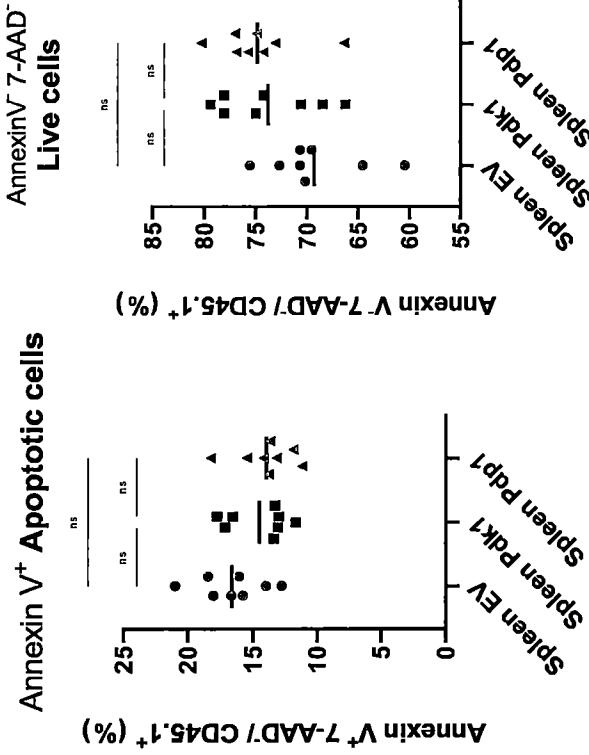 Annexin V⁺ Apoptotic cells
ns
ns
ns
Annexin V⁺ 7-AAD⁻/ CD45.1⁺ (%)
25
20
15
10
5
0
Spleen EV
Spleen Pdk1
Spleen Pdp1
AnnexinV⁻ 7-AAD⁻
Live cells
ns
ns
ns
Annexin V⁻ 7-AAD⁻/ CD45.1⁺ (%)
85
80
75
70
65
60
55
Spleen EV
Spleen Pdk1
Spleen Pdp1